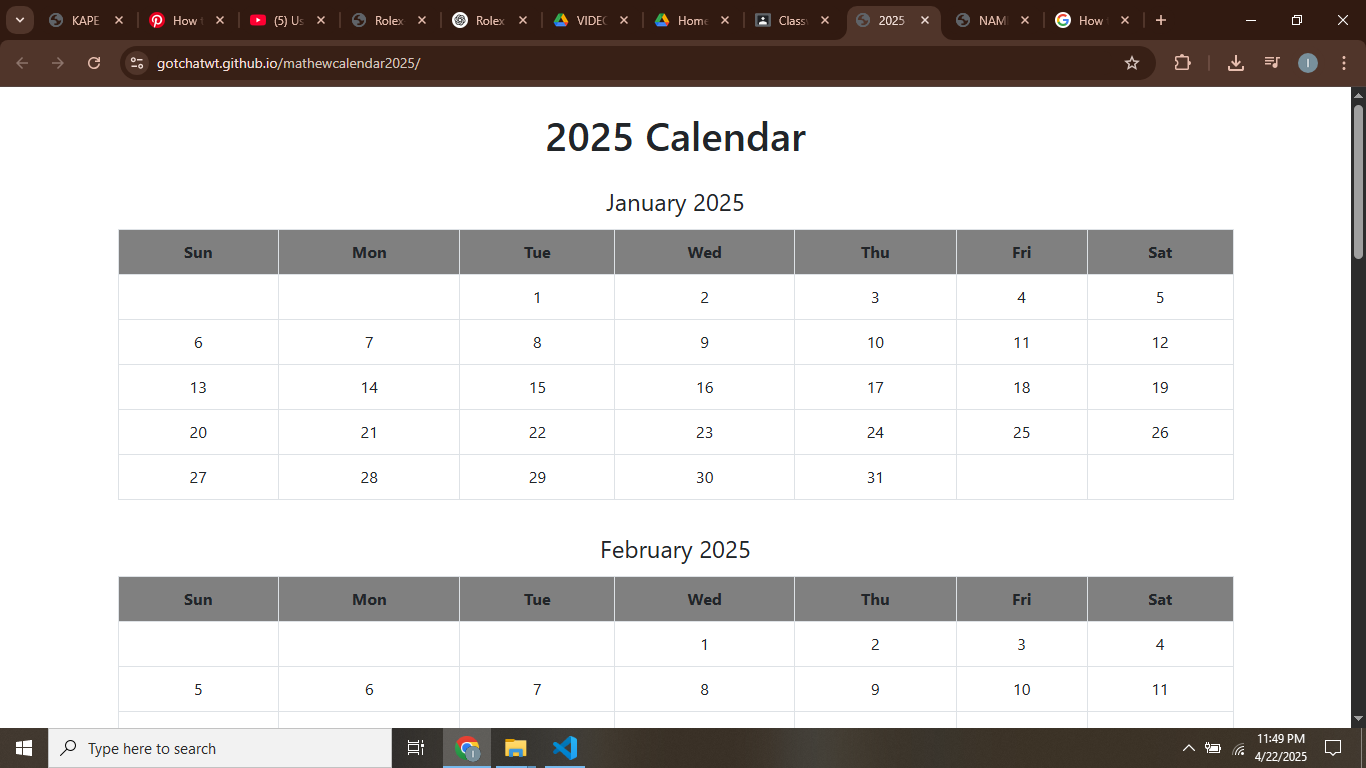 KAPE
How t
(5) Us
Rolex
Rolex
VIDEO
Home
Class
2025
NAM
How t
gotchatwt.github.io/mathewcalendar2025/
I
2025 Calendar
January 2025
Sun Mon Tue Wed Thu Fri Sat
1 2 3 4 5
6 7 8 9 10 11 12
13 14 15 16 17 18 19
20 21 22 23 24 25 26
27 28 29 30 31
February 2025
Sun Mon Tue Wed Thu Fri Sat
1 2 3 4
5 6 7 8 9 10 11
Type here to search
11:49 PM
4/22/2025